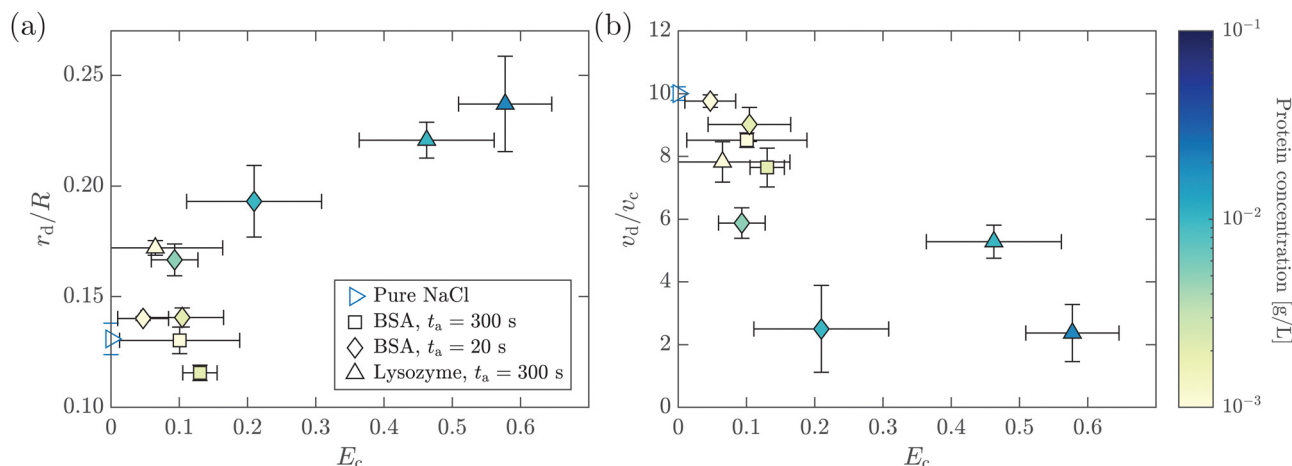 (a)
r_d/R
0.25
0.20
0.15
0.10
0
0.1
0.2
0.3
0.4
0.5
0.6
E_c
Pure NaCl
BSA, t_a = 300 s
BSA, t_a = 20 s
Lysozyme, t_a = 300 s
(b)
v_d/v_c
12
10
8
6
4
2
0
0
0.1
0.2
0.3
0.4
0.5
0.6
E_c
10^−1
10^−2
10^−3
Protein concentration [g/L]